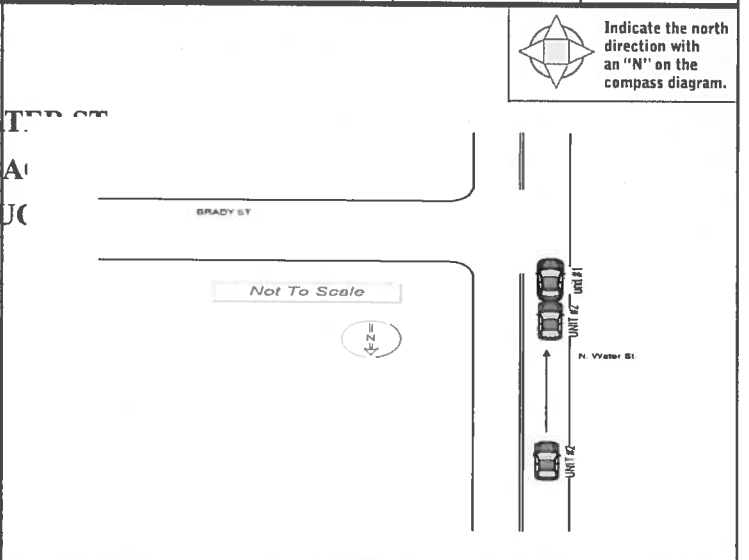 Indicate the north
direction with
an "N" on the
compass diagram.
BRADY ST
Not To Scale
N
unit #1
UNIT #2
N. Water St.
UNIT #2